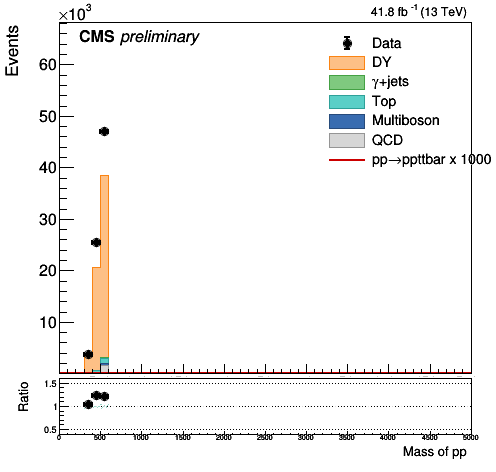 ×10³
41.8 fb⁻¹ (13 TeV)
CMS preliminary
Events
60
50
40
30
20
10
Data
DY
γ+jets
Top
Multiboson
QCD
pp→ppttbar x 1000
Ratio
1.5
1
0.5
0 500 1000 1500 2000 2500 3000 3500 4000 4500 5000
Mass of pp